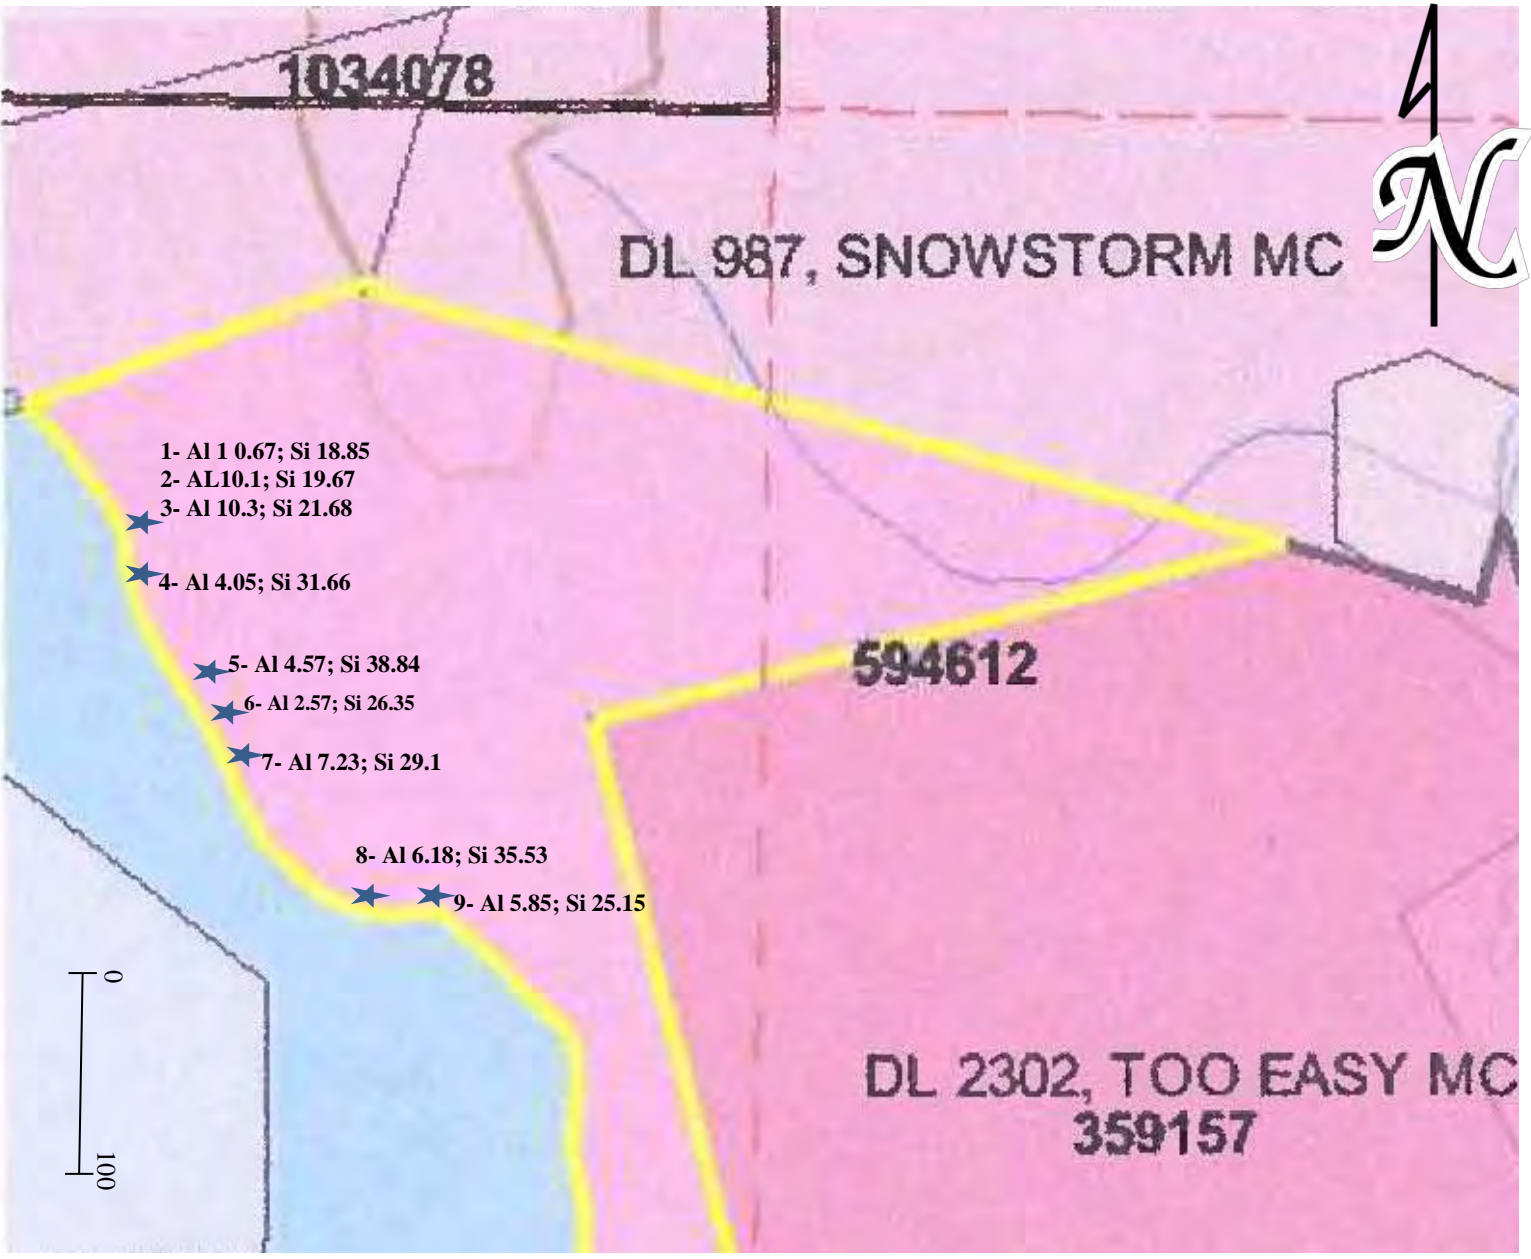 1034078
N
DL 987, SNOWSTORM MC
1- Al 1 0.67; Si 18.85
2- AL10.1; Si 19.67
3- Al 10.3; Si 21.68
4- Al 4.05; Si 31.66
5- Al 4.57; Si 38.84
6- Al 2.57; Si 26.35
7- Al 7.23; Si 29.1
594612
8- Al 6.18; Si 35.53
9- Al 5.85; Si 25.15
0
100
DL 2302, TOO EASY MC
359157